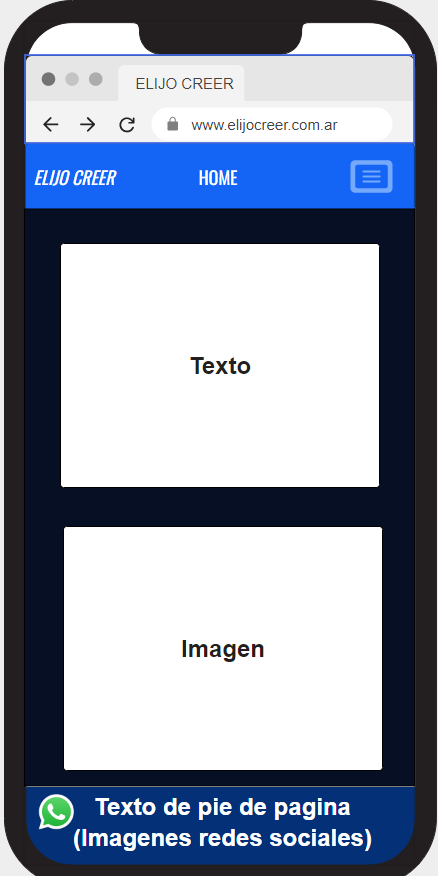 ELIJO CREER
www.elijocreer.com.ar
ELIJO CREER HOME
Texto
Imagen
Texto de pie de pagina
(Imagenes redes sociales)